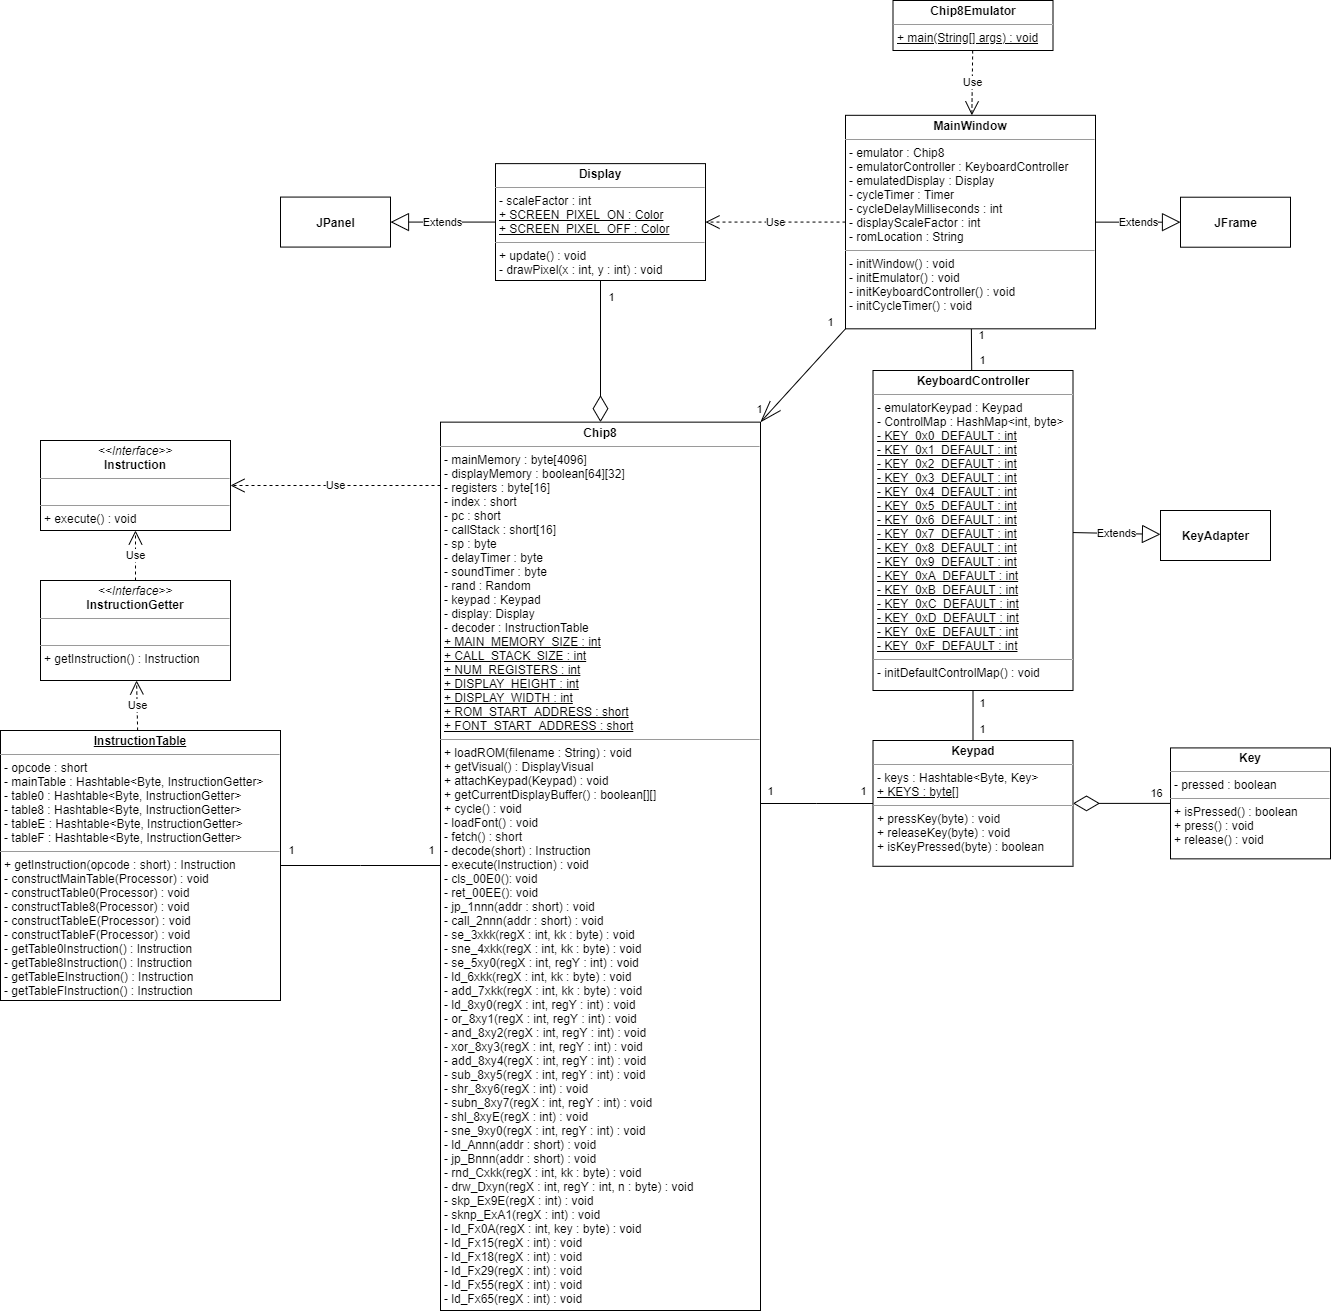 Chip8Emulator
+ main(String[] args) : void
Use
MainWindow
- emulator : Chip8
- emulatorController : KeyboardController
- emulatedDisplay : Display
- cycleTimer : Timer
- cycleDelayMilliseconds : int
- displayScaleFactor : int
- romLocation : String
- initWindow() : void
- initEmulator() : void
- initKeyboardController() : void
- initCycleTimer() : void
Extends
JFrame
Use
Display
- scaleFactor : int
+ SCREEN_PIXEL_ON : Color
+ SCREEN_PIXEL_OFF : Color
+ update() : void
- drawPixel(x : int, y : int) : void
Extends
JPanel
1
1
1
1
1
KeyboardController
- emulatorKeypad : Keypad
- ControlMap : HashMap<int, byte>
- KEY_0x0_DEFAULT : int
- KEY_0x1_DEFAULT : int
- KEY_0x2_DEFAULT : int
- KEY_0x3_DEFAULT : int
- KEY_0x4_DEFAULT : int
- KEY_0x5_DEFAULT : int
- KEY_0x6_DEFAULT : int
- KEY_0x7_DEFAULT : int
- KEY_0x8_DEFAULT : int
- KEY_0x9_DEFAULT : int
- KEY_0xA_DEFAULT : int
- KEY_0xB_DEFAULT : int
- KEY_0xC_DEFAULT : int
- KEY_0xD_DEFAULT : int
- KEY_0xE_DEFAULT : int
- KEY_0xF_DEFAULT : int
- initDefaultControlMap() : void
Extends
KeyAdapter
1
1
Keypad
- keys : Hashtable<Byte, Key>
+ KEYS : byte[]
+ pressKey(byte) : void
+ releaseKey(byte) : void
+ isKeyPressed(byte) : boolean
16
Key
- pressed : boolean
+ isPressed() : boolean
+ press() : void
+ release() : void
1
1
Chip8
- mainMemory : byte[4096]
- displayMemory : boolean[64][32]
- registers : byte[16]
- index : short
- pc : short
- callStack : short[16]
- sp : byte
- delayTimer : byte
- soundTimer : byte
- rand : Random
- keypad : Keypad
- display: Display
- decoder : InstructionTable
+ MAIN_MEMORY_SIZE : int
+ CALL_STACK_SIZE : int
+ NUM_REGISTERS : int
+ DISPLAY_HEIGHT : int
+ DISPLAY_WIDTH : int
+ ROM_START_ADDRESS : short
+ FONT_START_ADDRESS : short
+ loadROM(filename : String) : void
+ getVisual() : DisplayVisual
+ attachKeypad(Keypad) : void
+ getCurrentDisplayBuffer() : boolean[][]
+ cycle() : void
- loadFont() : void
- fetch() : short
- decode(short) : Instruction
- execute(Instruction) : void
- cls_00E0(): void
- ret_00EE(): void
- jp_1nnn(addr : short) : void
- call_2nnn(addr : short) : void
- se_3xkk(regX : int, kk : byte) : void
- sne_4xkk(regX : int, kk : byte) : void
- se_5xy0(regX : int, regY : int) : void
- ld_6xkk(regX : int, kk : byte) : void
- add_7xkk(regX : int, kk : byte) : void
- ld_8xy0(regX : int, regY : int) : void
- or_8xy1(regX : int, regY : int) : void
- and_8xy2(regX : int, regY : int) : void
- xor_8xy3(regX : int, regY : int) : void
- add_8xy4(regX : int, regY : int) : void
- sub_8xy5(regX : int, regY : int) : void
- shr_8xy6(regX : int) : void
- subn_8xy7(regX : int, regY : int) : void
- shl_8xyE(regX : int) : void
- sne_9xy0(regX : int, regY : int) : void
- ld_Annn(addr : short) : void
- jp_Bnnn(addr : short) : void
- rnd_Cxkk(regX : int, kk : byte) : void
- drw_Dxyn(regX : int, regY : int, n : byte) : void
- skp_Ex9E(regX : int) : void
- sknp_ExA1(regX : int) : void
- ld_Fx0A(regX : int, key : byte) : void
- ld_Fx15(regX : int) : void
- ld_Fx18(regX : int) : void
- ld_Fx29(regX : int) : void
- ld_Fx55(regX : int) : void
- ld_Fx65(regX : int) : void
Use
<<Interface>>
Instruction
+ execute() : void
Use
<<Interface>>
InstructionGetter
+ getInstruction() : Instruction
Use
InstructionTable
- opcode : short
- mainTable : Hashtable<Byte, InstructionGetter>
- table0 : Hashtable<Byte, InstructionGetter>
- table8 : Hashtable<Byte, InstructionGetter>
- tableE : Hashtable<Byte, InstructionGetter>
- tableF : Hashtable<Byte, InstructionGetter>
+ getInstruction(opcode : short) : Instruction
- constructMainTable(Processor) : void
- constructTable0(Processor) : void
- constructTable8(Processor) : void
- constructTableE(Processor) : void
- constructTableF(Processor) : void
- getTable0Instruction() : Instruction
- getTable8Instruction() : Instruction
- getTableEInstruction() : Instruction
- getTableFInstruction() : Instruction
1
1